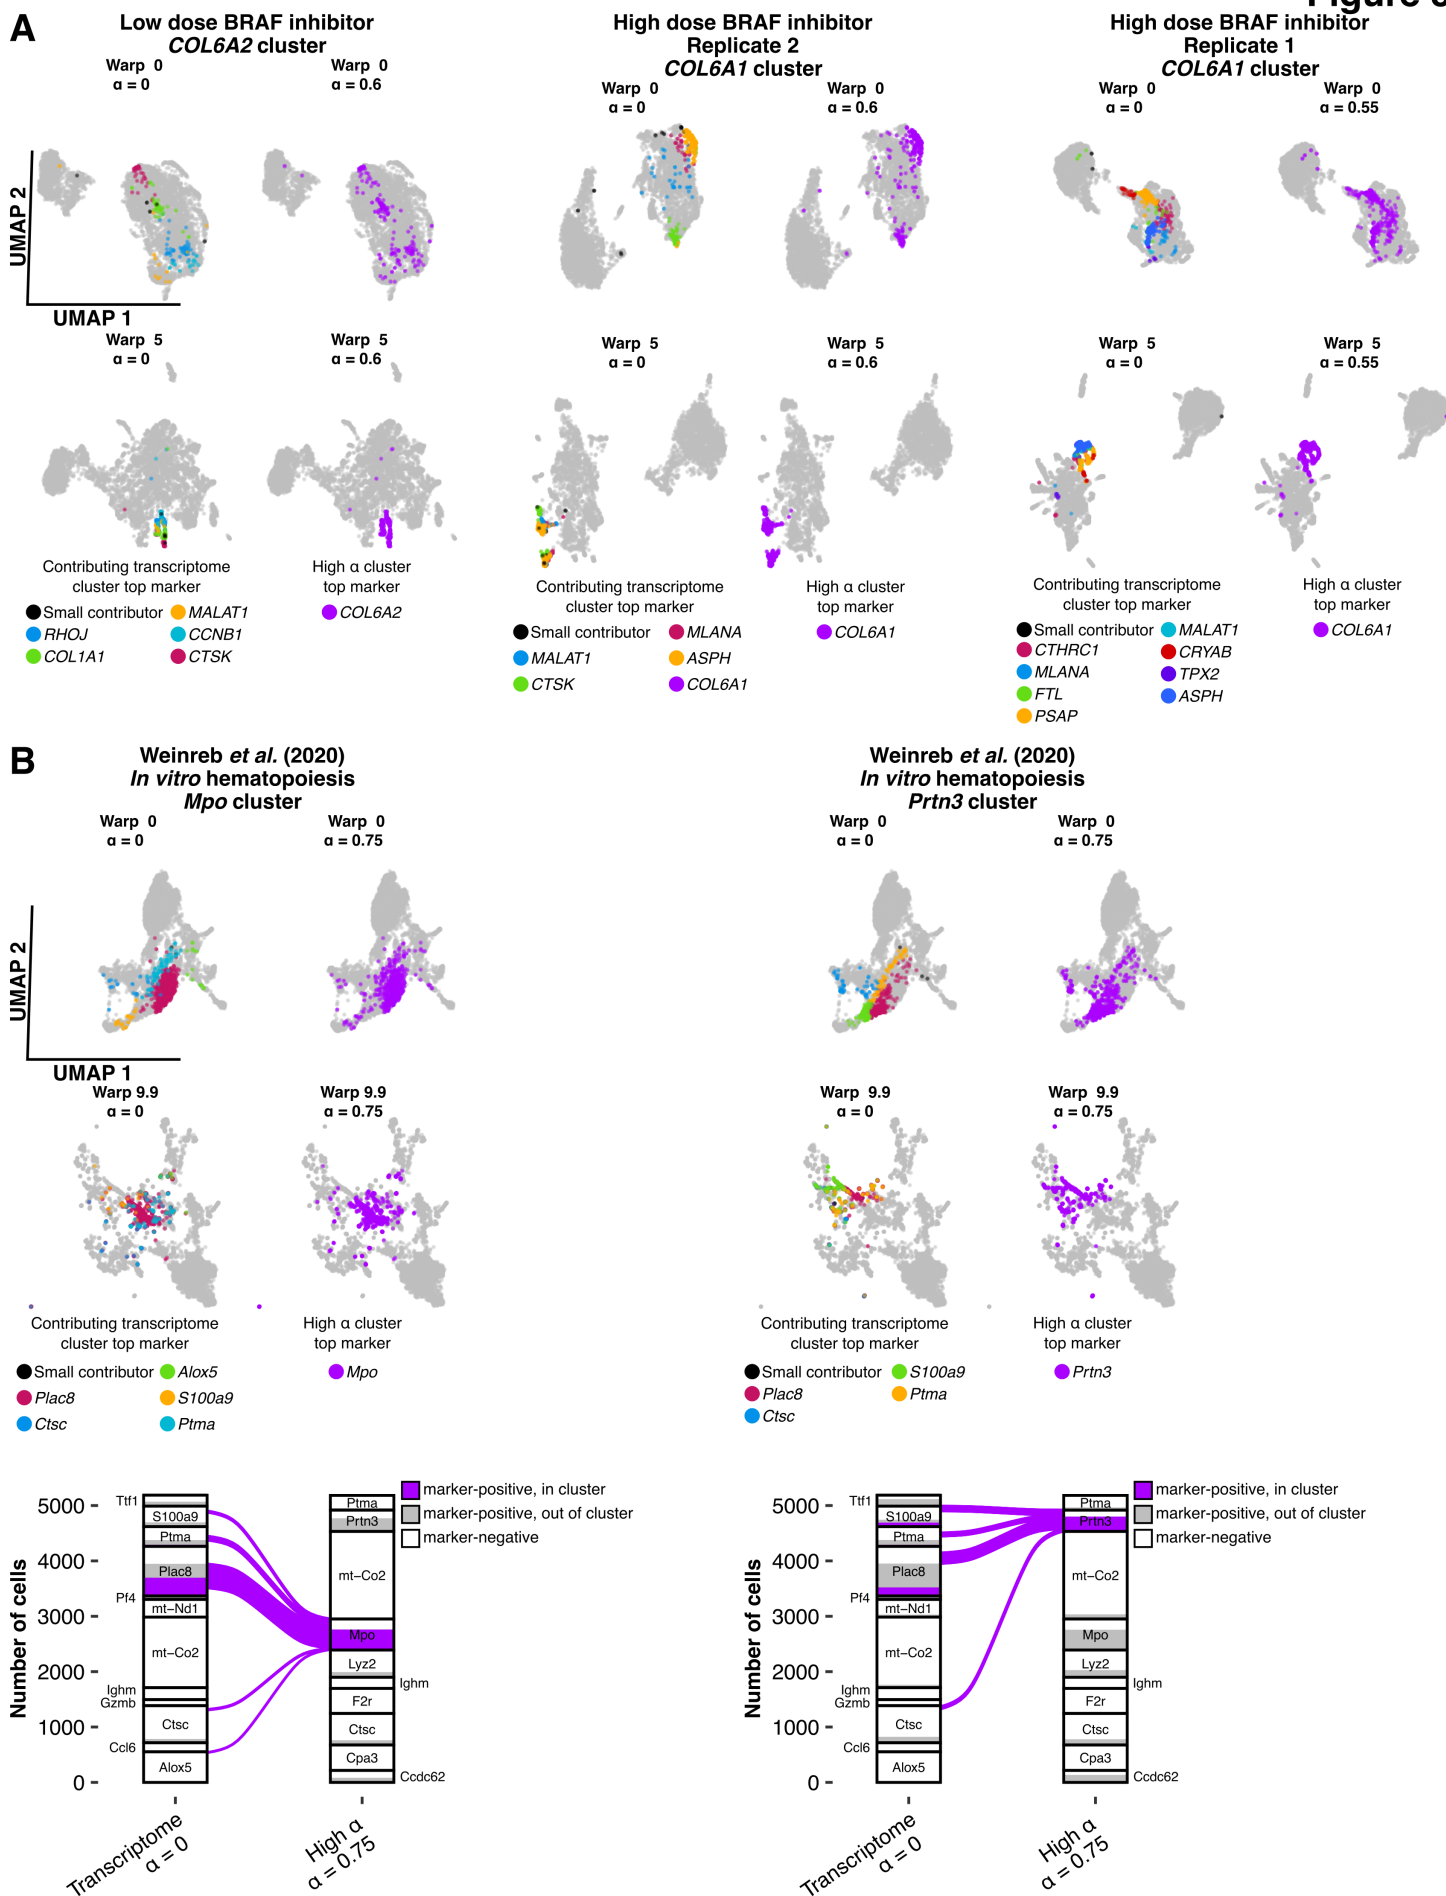 Figure
A
Low dose BRAF inhibitor
COL6A2 cluster
Warp 0
α = 0
Warp 0
α = 0.6
High dose BRAF inhibitor
Replicate 2
COL6A1 cluster
Warp 0
α = 0
Warp 0
α = 0.6
High dose BRAF inhibitor
Replicate 1
COL6A1 cluster
Warp 0
α = 0
Warp 0
α = 0.55
UMAP 2
UMAP 1
Warp 5
α = 0
Warp 5
α = 0.6
Warp 5
α = 0
Warp 5
α = 0.6
Warp 5
α = 0
Warp 5
α = 0.55
Contributing transcriptome
cluster top marker
Small contributor
MALAT1
RHOJ
CCNB1
COL1A1
CTSK
High α cluster
top marker
COL6A2
Contributing transcriptome
cluster top marker
Small contributor
MLANA
MALAT1
ASPH
CTSK
COL6A1
High α cluster
top marker
COL6A1
Contributing transcriptome
cluster top marker
Small contributor
MALAT1
CTHRC1
CRYAB
MLANA
TPX2
FTL
ASPH
PSAP
High α cluster
top marker
COL6A1
B
Weinreb et al. (2020)
In vitro hematopoiesis
Mpo cluster
Warp 0
α = 0
Warp 0
α = 0.75
Weinreb et al. (2020)
In vitro hematopoiesis
Prtn3 cluster
Warp 0
α = 0
Warp 0
α = 0.75
UMAP 2
UMAP 1
Warp 9.9
α = 0
Warp 9.9
α = 0.75
Warp 9.9
α = 0
Warp 9.9
α = 0.75
Contributing transcriptome
cluster top marker
Small contributor
Alox5
Plac8
S100a9
Ctsc
Ptma
High α cluster
top marker
Mpo
Contributing transcriptome
cluster top marker
Small contributor
S100a9
Plac8
Ptma
Ctsc
High α cluster
top marker
Prtn3
Number of cells
5000
4000
3000
2000
1000
0
Ttf1
S100a9
Ptma
Plac8
Pf4
mt-Nd1
mt-Co2
Ighm
Gzmb
Ctsc
Ccl6
Alox5
Ptma
Prtn3
mt-Co2
Mpo
Lyz2
Ighm
F2r
Ctsc
Cpa3
Ccdc62
marker-positive, in cluster
marker-positive, out of cluster
marker-negative
Transcriptome
α = 0
High α
α = 0.75
Number of cells
5000
4000
3000
2000
1000
0
Ttf1
S100a9
Ptma
Plac8
Pf4
mt-Nd1
mt-Co2
Ighm
Gzmb
Ctsc
Ccl6
Alox5
Ptma
Prtn3
mt-Co2
Mpo
Lyz2
Ighm
F2r
Ctsc
Cpa3
Ccdc62
marker-positive, in cluster
marker-positive, out of cluster
marker-negative
Transcriptome
α = 0
High α
α = 0.75